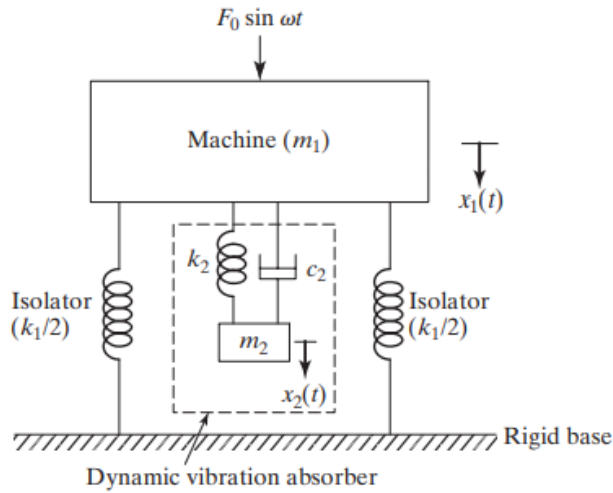 F₀ sin ωt
Machine (m₁)
x₁(t)
k₂
c₂
Isolator
(k₁/2)
Isolator
(k₁/2)
m₂
x₂(t)
Rigid base
Dynamic vibration absorber